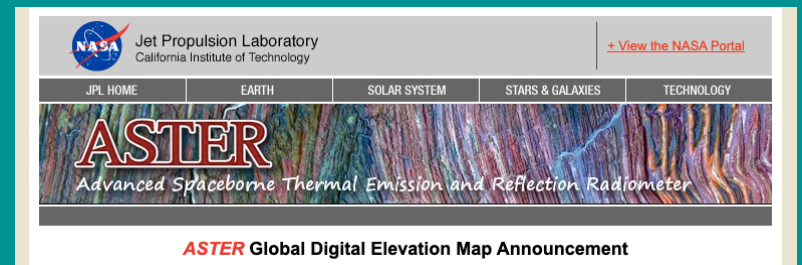 NASA
Jet Propulsion Laboratory
California Institute of Technology
+ View the NASA Portal
JPL HOME EARTH SOLAR SYSTEM STARS & GALAXIES TECHNOLOGY
ASTER
Advanced Spaceborne Thermal Emission and Reflection Radiometer
ASTER Global Digital Elevation Map Announcement